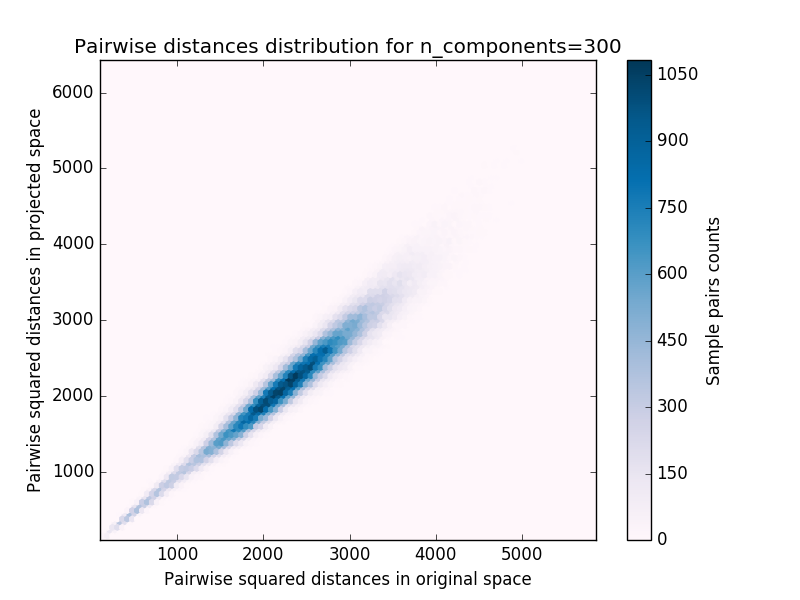 Pairwise distances distribution for n_components=300
6000
5000
4000
3000
2000
1000
Pairwise squared distances in projected space
1000 2000 3000 4000 5000
Pairwise squared distances in original space
1050
900
750
600
450
300
150
0
Sample pairs counts